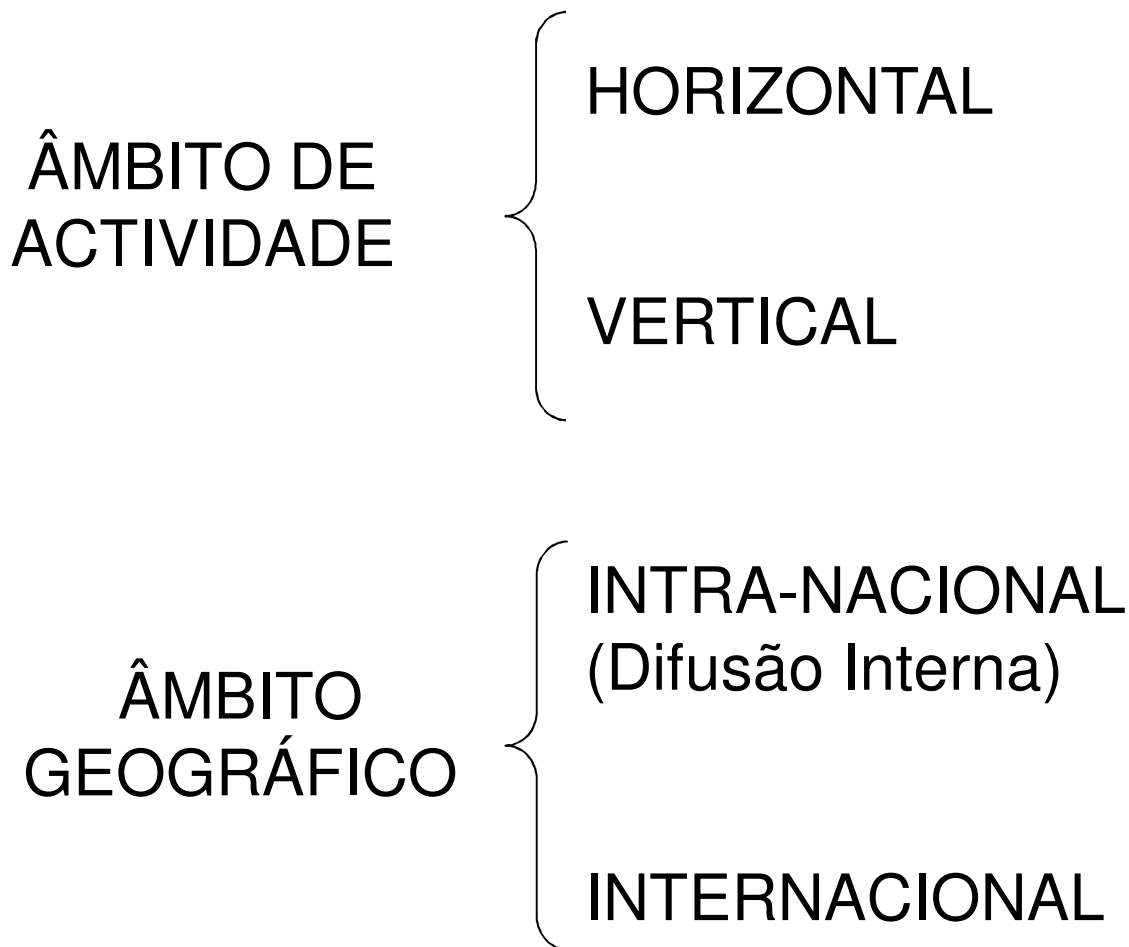 ÂMBITO DE
ACTIVIDADE
HORIZONTAL
VERTICAL
ÂMBITO
GEOGRÁFICO
INTRA-NACIONAL
(Difusão Interna)
INTERNACIONAL